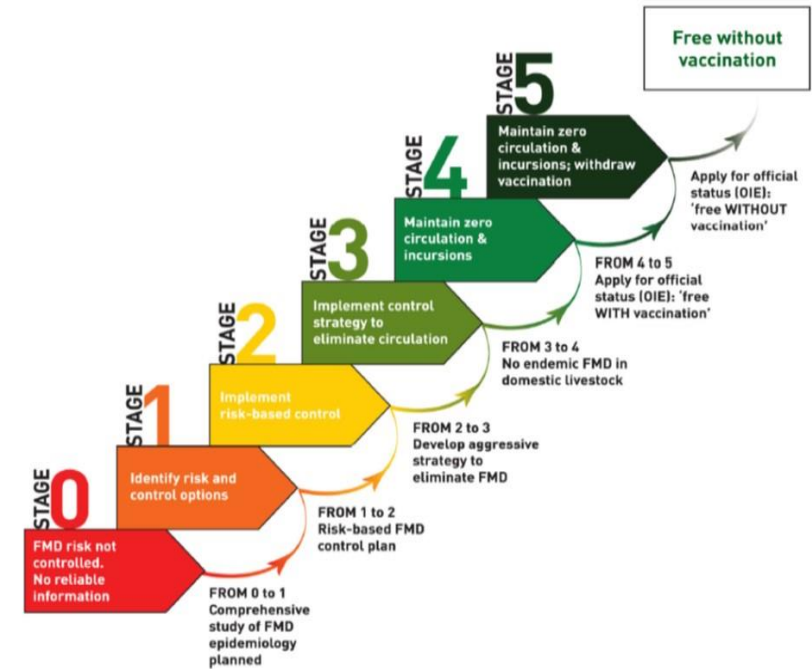 Free without
vaccination
STAGE 5
Maintain zero
circulation &
incursions; withdraw
vaccination
Apply for official
status (OIE):
'free WITHOUT
vaccination'
STAGE 4
Maintain zero
circulation &
incursions
FROM 4 to 5
Apply for official
status (OIE): 'free
WITH vaccination'
STAGE 3
Implement control
strategy to
eliminate circulation
FROM 3 to 4
No endemic FMD in
domestic livestock
STAGE 2
Implement
risk-based control
FROM 2 to 3
Develop aggressive
strategy to
eliminate FMD
STAGE 1
Identify risk and
control options
FROM 1 to 2
Risk-based FMD
control plan
STAGE 0
FMD risk not
controlled.
No reliable
information
FROM 0 to 1
Comprehensive
study of FMD
epidemiology
planned